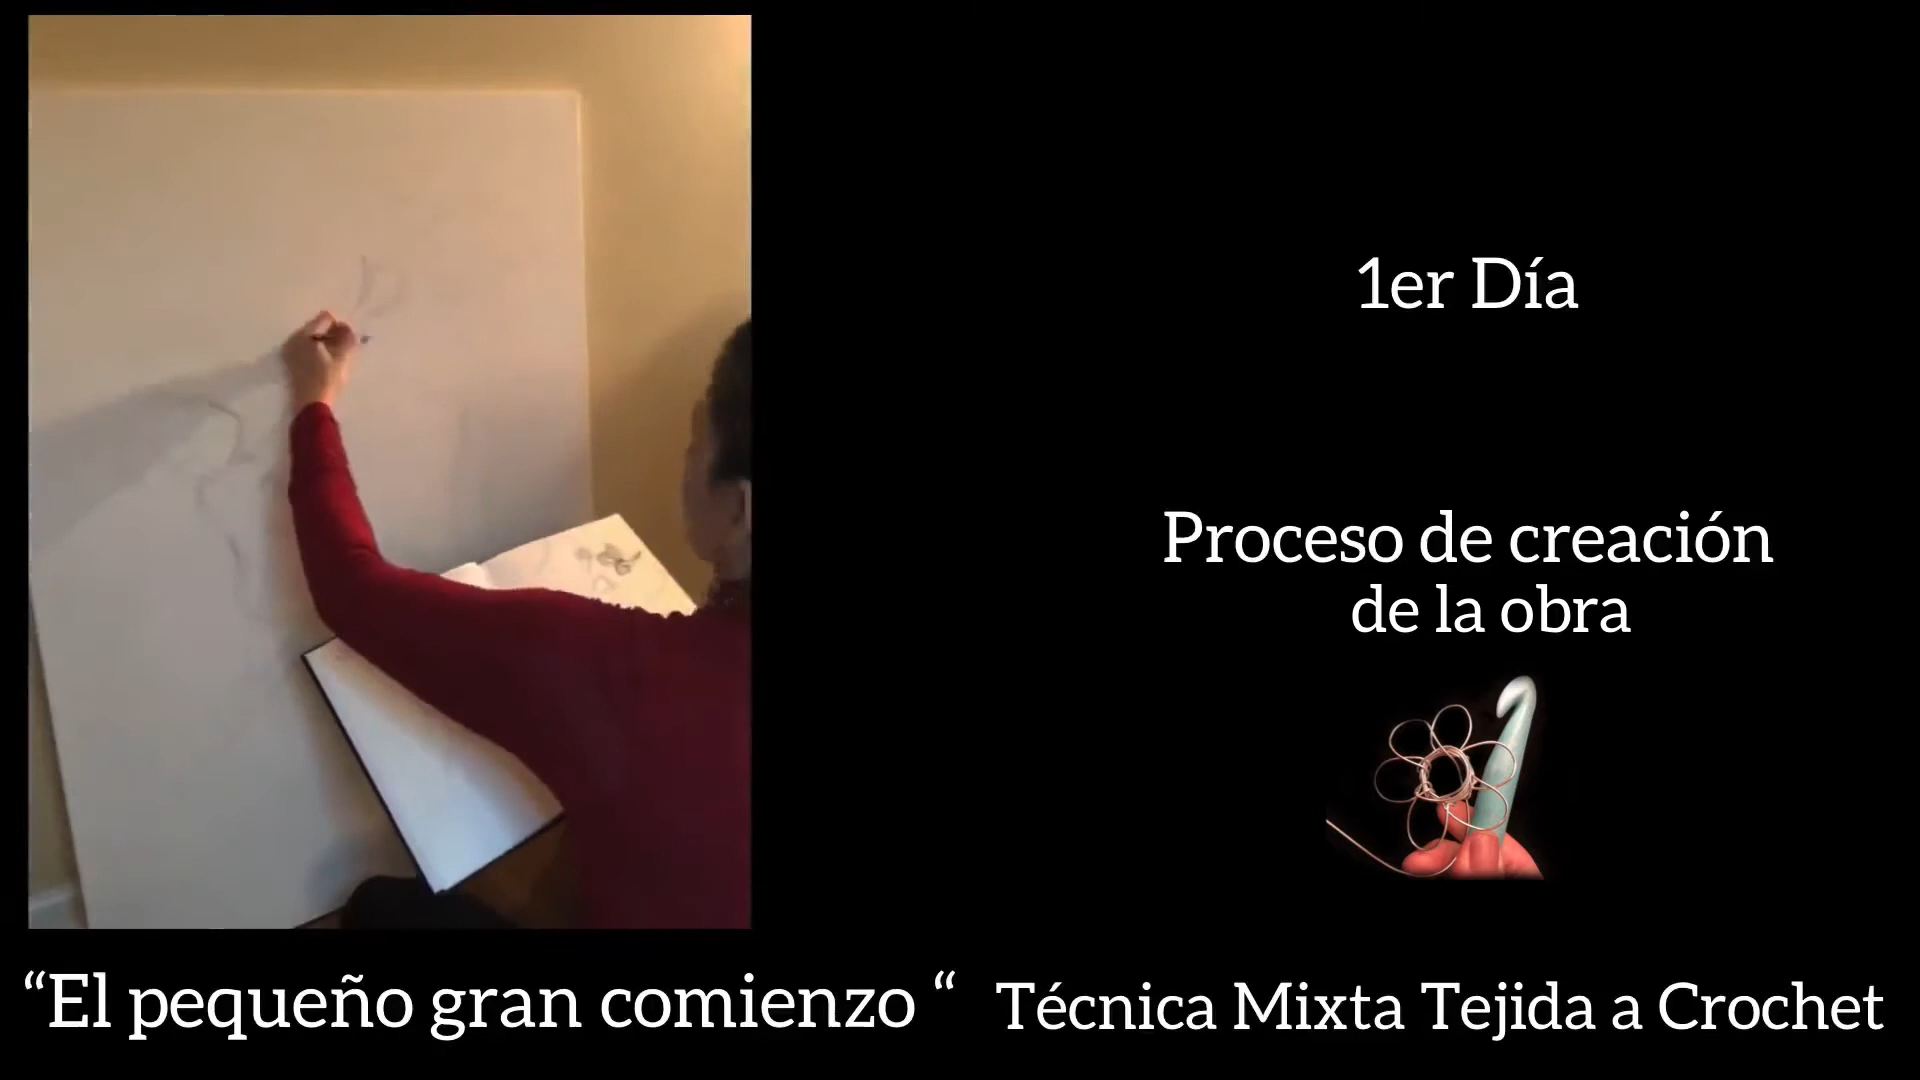 1er Día
Proceso de creación
de la obra
“El pequeño gran comienzo “
Técnica Mixta Tejida a Crochet